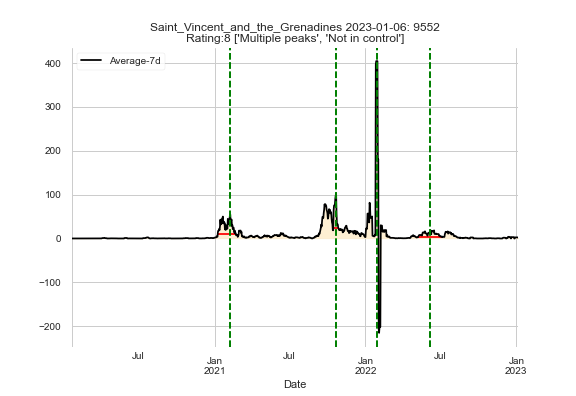 Saint_Vincent_and_the_Grenadines 2023-01-06: 9552
Rating:8 ['Multiple peaks', 'Not in control']
Average-7d
400
300
200
100
0
−100
−200
Jul
Jan
2021
Jul
Jan
2022
Jul
Jan
2023
Date